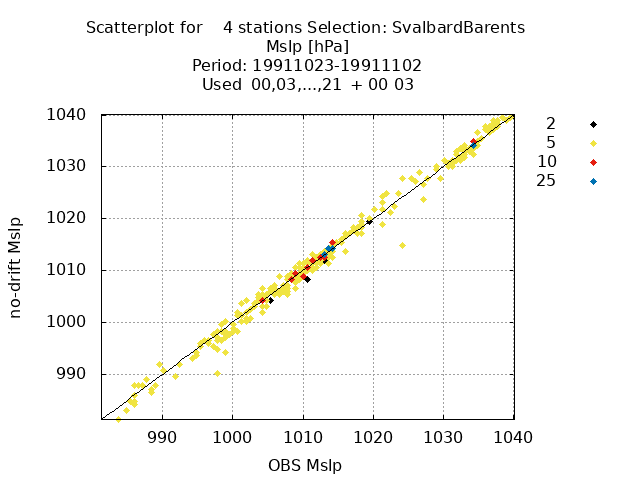 Scatterplot for    4 stations Selection: SvalbardBarents
Mslp [hPa]
Period: 19911023-19911102
Used  00,03,...,21  + 00 03
1040
1030
1020
1010
1000
990
no-drift Mslp
2
5
10
25
990 1000 1010 1020 1030 1040
OBS Mslp